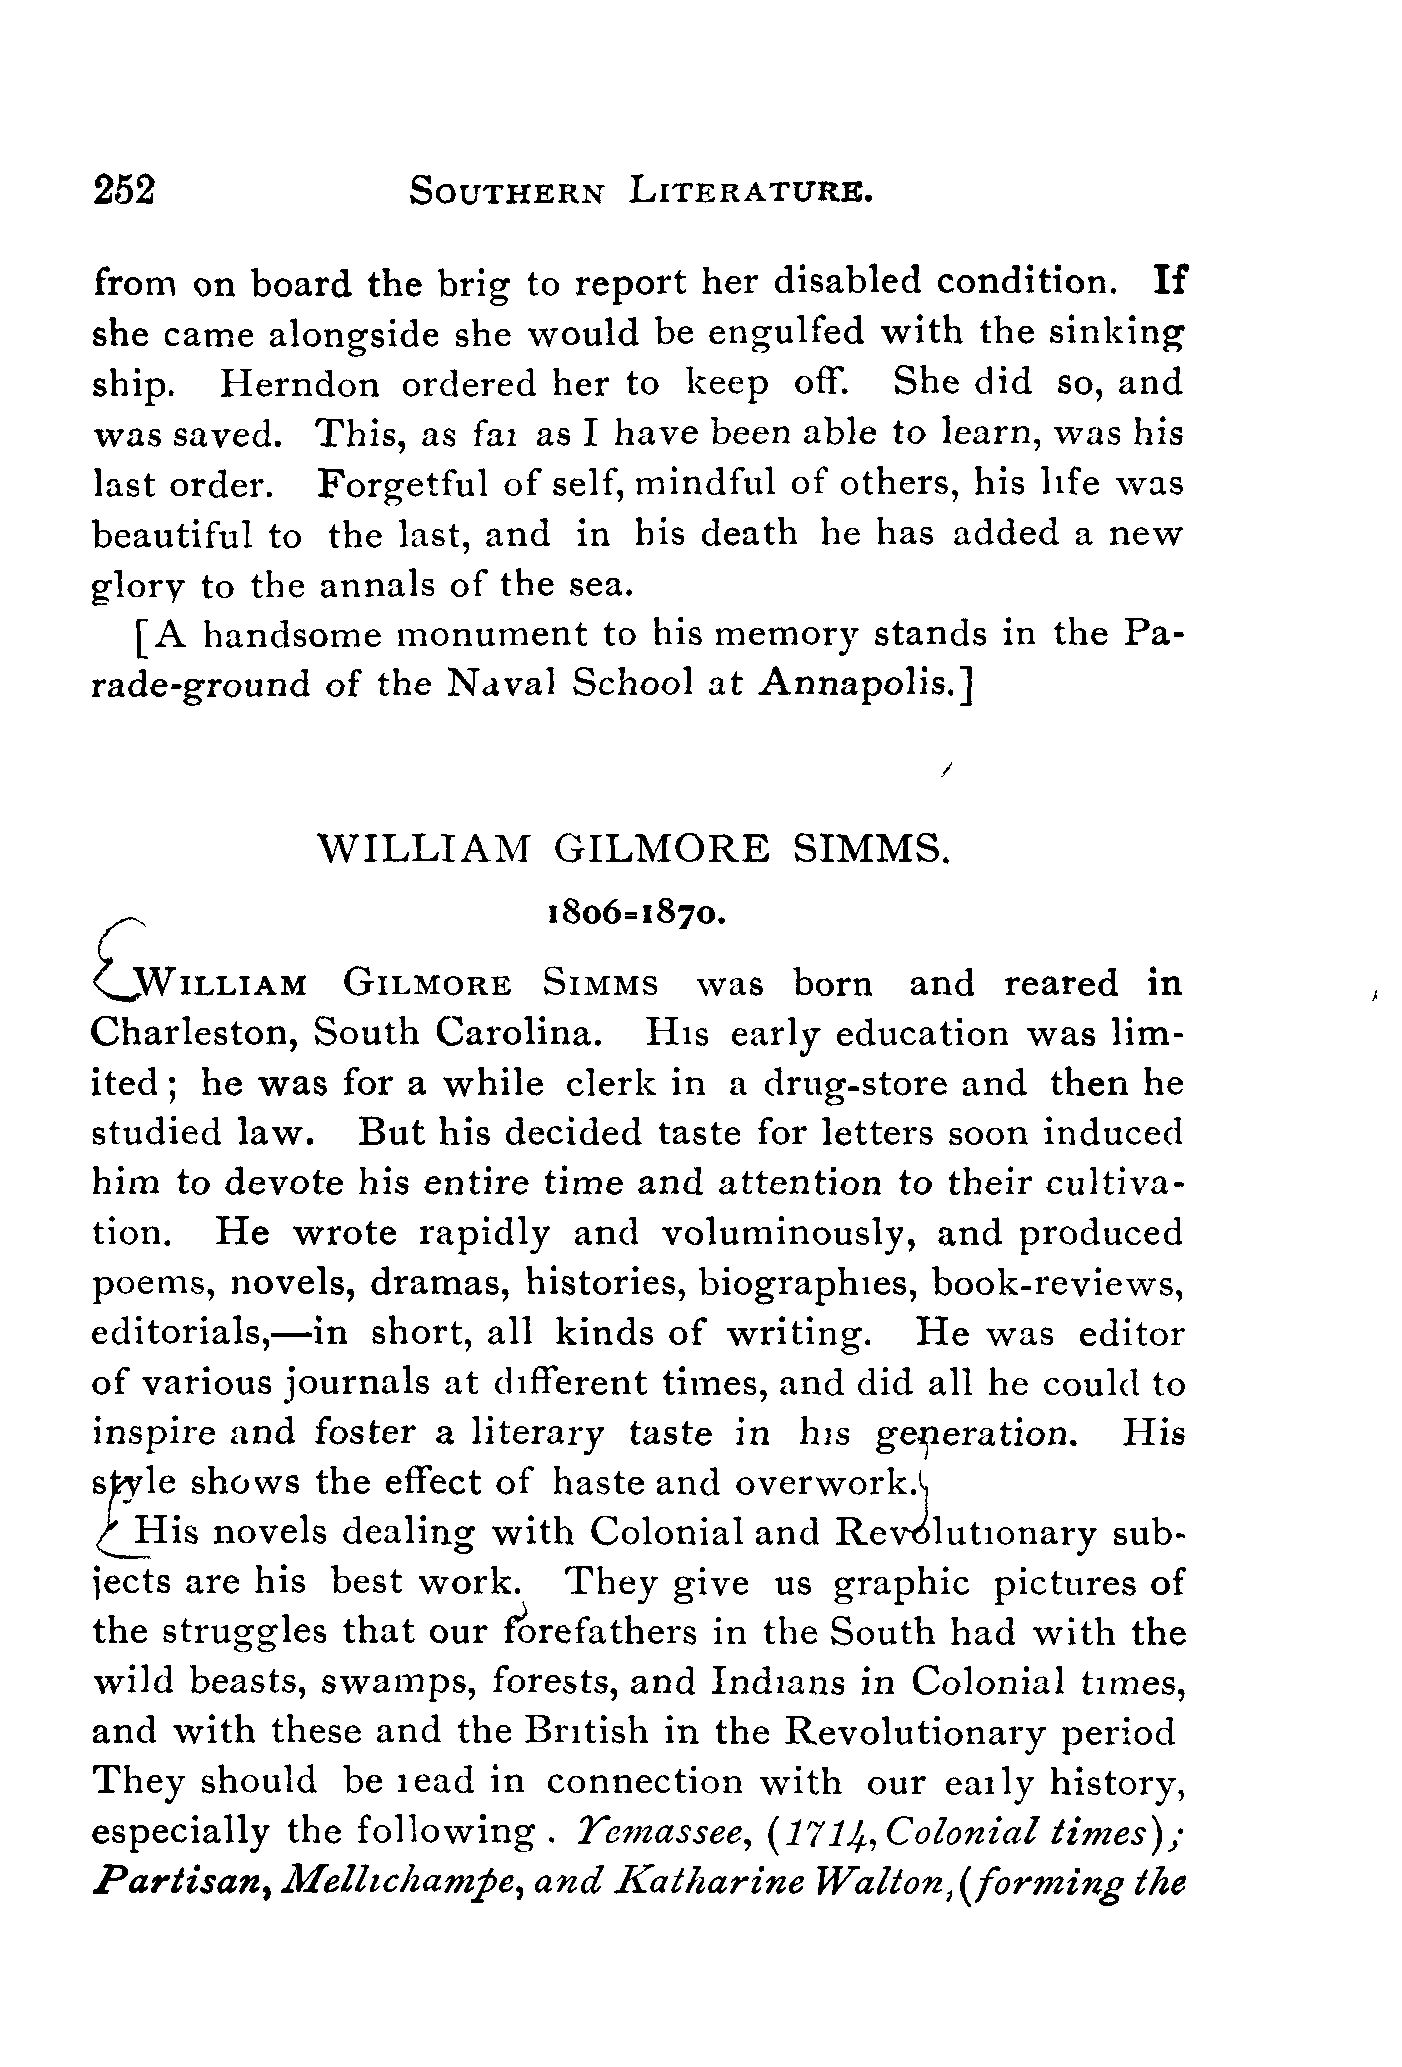 252 SOUTHERN LITERATURE.
from on board the brig to report her disabled condition. If
she came alongside she would be engulfed with the sinking
ship. Herndon ordered her to keep off. She did so, and
was saved. This, as far as I have been able to learn, was his
last order. Forgetful of self, mindful of others, his life was
beautiful to the last, and in his death he has added a new
glory to the annals of the sea.
[A handsome monument to his memory stands in the Pa-
rade-ground of the Naval School at Annapolis.]
WILLIAM GILMORE SIMMS.
1806=1870.
WILLIAM GILMORE SIMMS was born and reared in
Charleston, South Carolina. His early education was lim-
ited; he was for a while clerk in a drug-store and then he
studied law. But his decided taste for letters soon induced
him to devote his entire time and attention to their cultiva-
tion. He wrote rapidly and voluminously, and produced
poems, novels, dramas, histories, biographies, book-reviews,
editorials,—in short, all kinds of writing. He was editor
of various journals at different times, and did all he could to
inspire and foster a literary taste in his generation. His
style shows the effect of haste and overwork.
His novels dealing with Colonial and Revolutionary sub-
jects are his best work. They give us graphic pictures of
the struggles that our forefathers in the South had with the
wild beasts, swamps, forests, and Indians in Colonial times,
and with these and the British in the Revolutionary period
They should be read in connection with our early history,
especially the following. Yemassee, (1714, Colonial times);
Partisan, Mellichampe, and Katharine Walton, (forming the